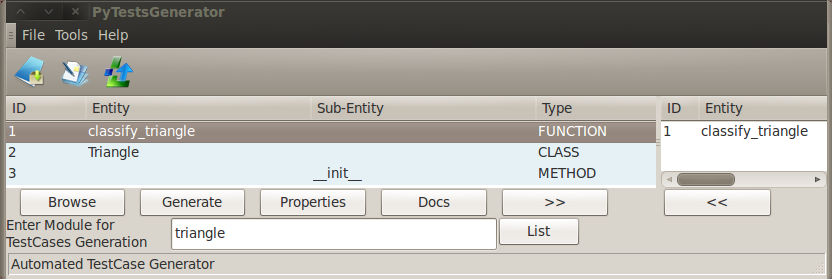 PyTestsGenerator
File Tools Help
ID Entity Sub-Entity Type ID Entity
1 classify_triangle FUNCTION 1 classify_triangle
2 Triangle CLASS
3 __init__ METHOD
Browse Generate Properties Docs >> <<
Enter Module for
TestCases Generation
triangle List
Automated TestCase Generator